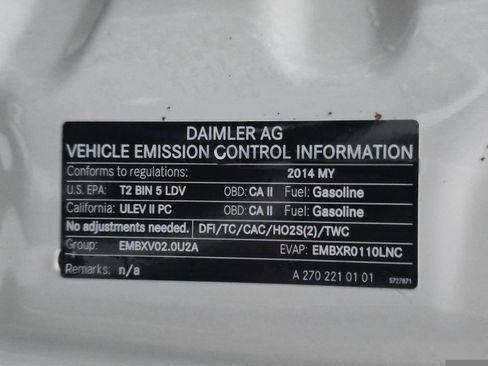 DAIMLER AG
VEHICLE EMISSION CONTROL INFORMATION
Conforms to regulations: 2014 MY
U.S. EPA: T2 BIN 5 LDV OBD: CA II Fuel: Gasoline
California: ULEV II PC OBD: CA II Fuel: Gasoline
No adjustments needed. DFI/TC/CAC/HO2S(2)/TWC
Group: EMBXV02.0U2A EVAP: EMBXR0110LNC
Remarks: n/a A 270 221 01 01 5727871